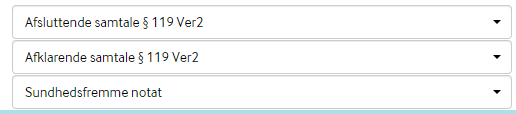 Afsluttende samtale § 119 Ver2
Afklarende samtale § 119 Ver2
Sundhedsfremme notat